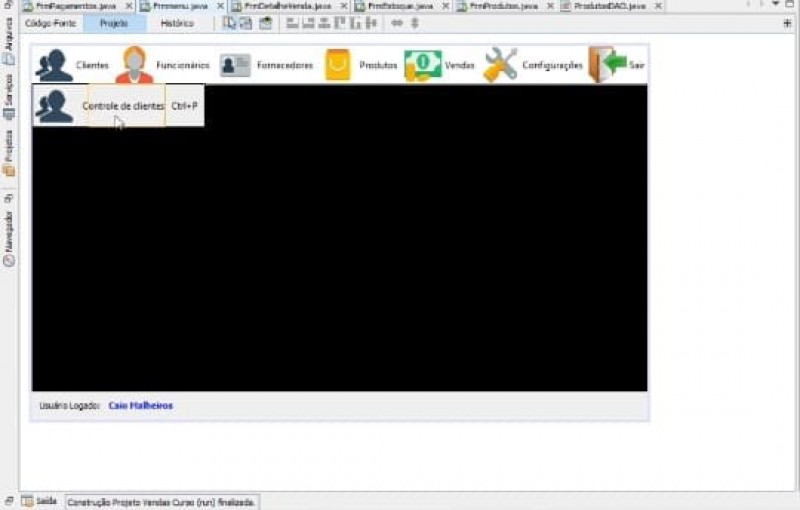 FrmPagamentos.java Frmmenu.java FrmDetalheVenda.java FrmEstoque.java FrmProdutos.java ProdutosDAO.java
Código-Fonte Projeto Histórico
Arquivos
Serviços
Projetos
Navegador
Clientes Funcionários Fornecedores Produtos Vendas Configurações Sair
Controle de clientes Ctrl+P
Usuário Logado: Caio Malheiros
Saída Construção Projeto Vendas Curso (run) finalizada.